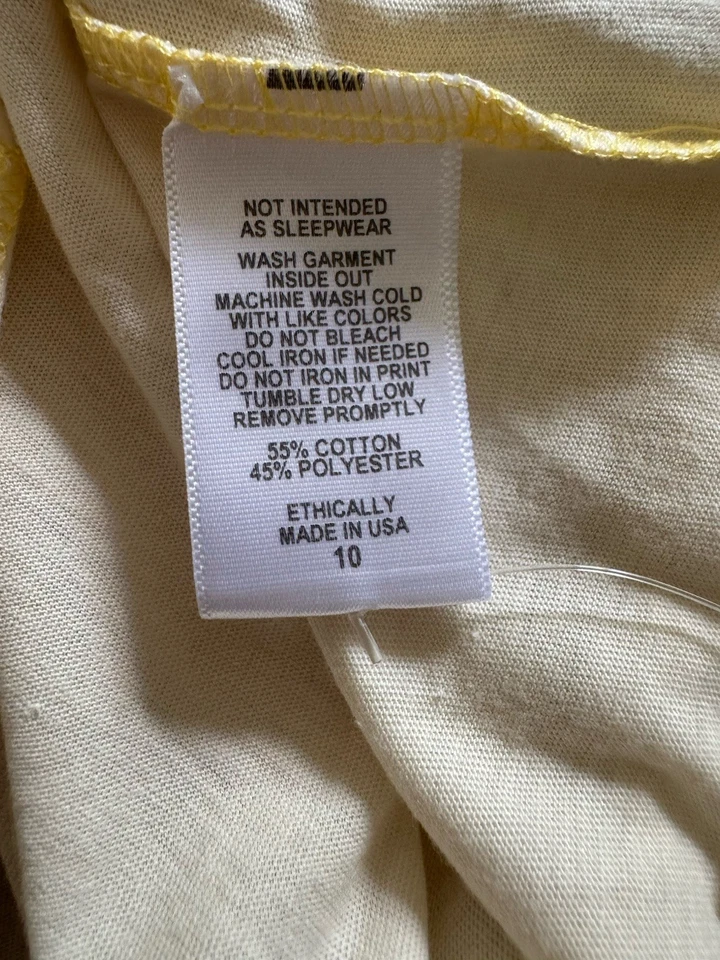 NOT INTENDED
AS SLEEPWEAR
WASH GARMENT
INSIDE OUT
MACHINE WASH COLD
WITH LIKE COLORS
DO NOT BLEACH
COOL IRON IF NEEDED
DO NOT IRON IN PRINT
TUMBLE DRY LOW
REMOVE PROMPTLY
55% COTTON
45% POLYESTER
ETHICALLY
MADE IN USA
10